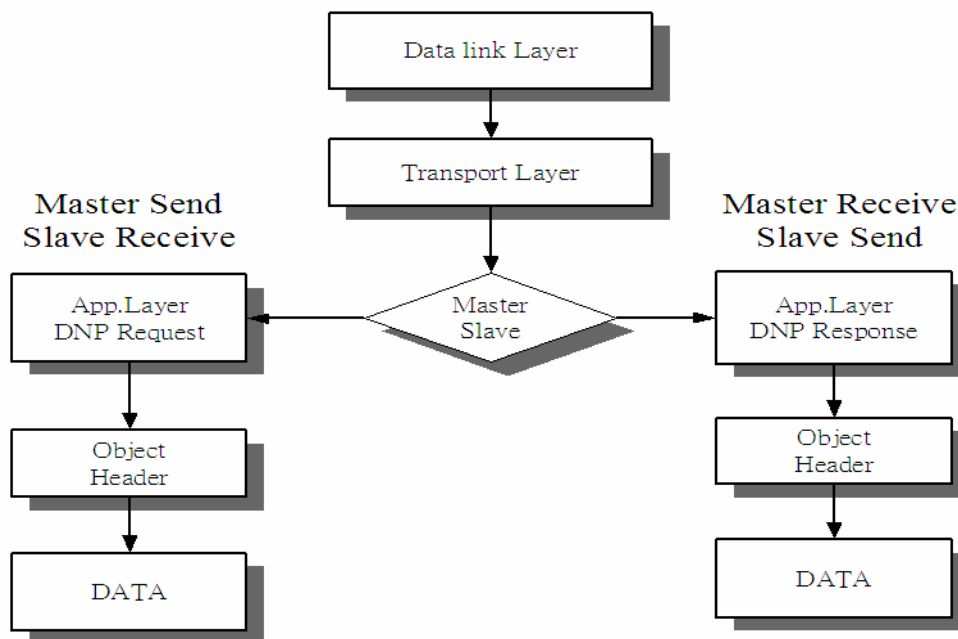 Data link Layer
Transport Layer
Master Send
Slave Receive
Master Receive
Slave Send
App.Layer
DNP Request
Master
Slave
App.Layer
DNP Response
Object
Header
Object
Header
DATA
DATA